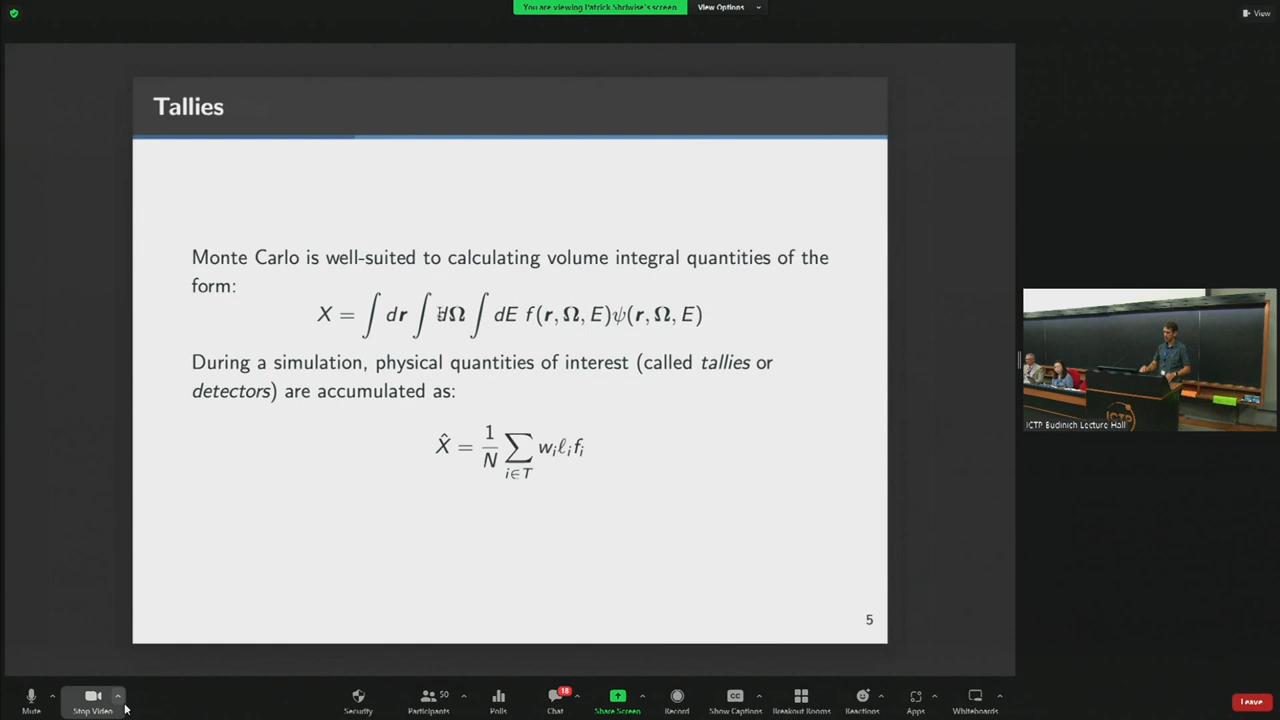 You are viewing Patrick Shriwise's screen
View Options
View
Tallies
Monte Carlo is well-suited to calculating volume integral quantities of the
form:
X = ∫ dr ∫ dΩ ∫ dE f(r, Ω, E)ψ(r, Ω, E)
During a simulation, physical quantities of interest (called tallies or
detectors) are accumulated as:
X̂ = 1/N ∑ i∈T wᵢℓᵢfᵢ
5
ICTP
ICTP Budinich Lecture Hall
Mute
Stop Video
Security
Participants 50
Polls
Chat 18
Share Screen
Record
Show Captions
Breakout Rooms
Reactions
Apps
Whiteboards
Leave